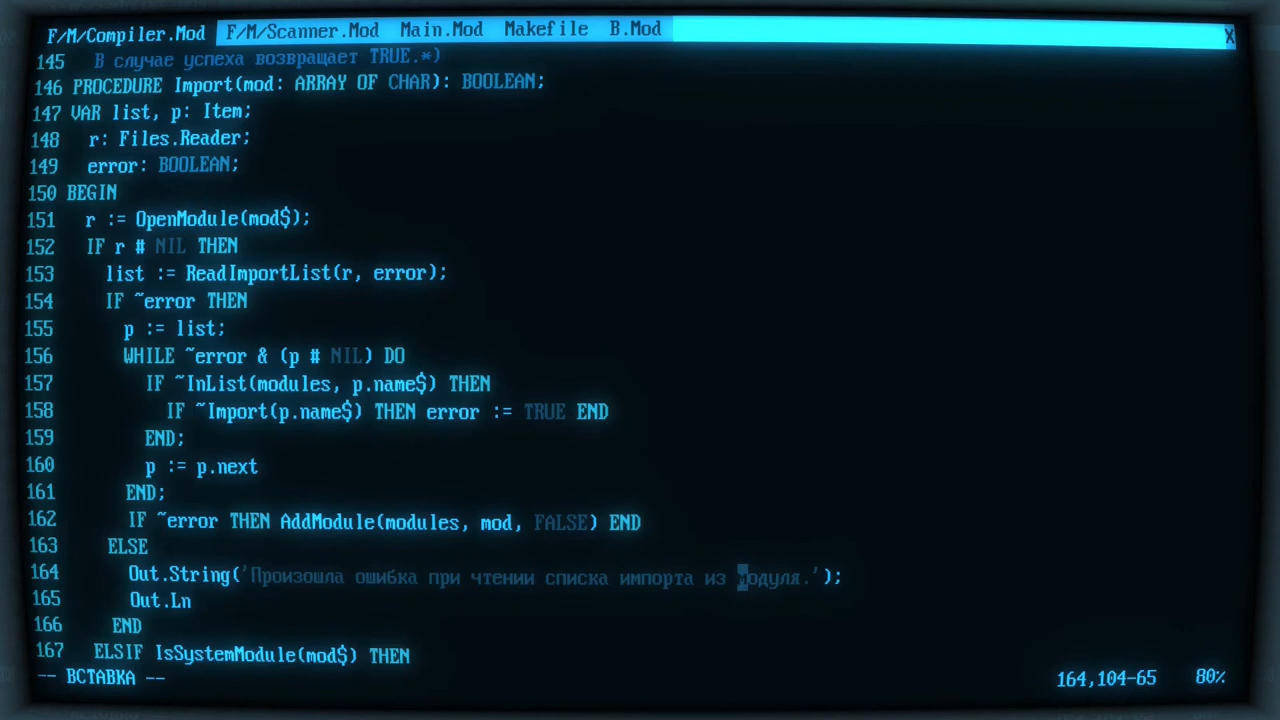 F/M/Compiler.Mod F/M/Scanner.Mod Main.Mod Makefile B.Mod X
145 В случае успеха возвращает TRUE.*)
146 PROCEDURE Import(mod: ARRAY OF CHAR): BOOLEAN;
147 VAR list, p: Item;
148 r: Files.Reader;
149 error: BOOLEAN;
150 BEGIN
151 r := OpenModule(mod$);
152 IF r # NIL THEN
153 list := ReadImportList(r, error);
154 IF ~error THEN
155 p := list;
156 WHILE ~error & (p # NIL) DO
157 IF ~InList(modules, p.name$) THEN
158 IF ~Import(p.name$) THEN error := TRUE END
159 END;
160 p := p.next
161 END;
162 IF ~error THEN AddModule(modules, mod, FALSE) END
163 ELSE
164 Out.String('Произошла ошибка при чтении списка импорта из модуля.');
165 Out.Ln
166 END
167 ELSIF IsSystemModule(mod$) THEN
-- ВСТАВКА -- 164,104-65 80%